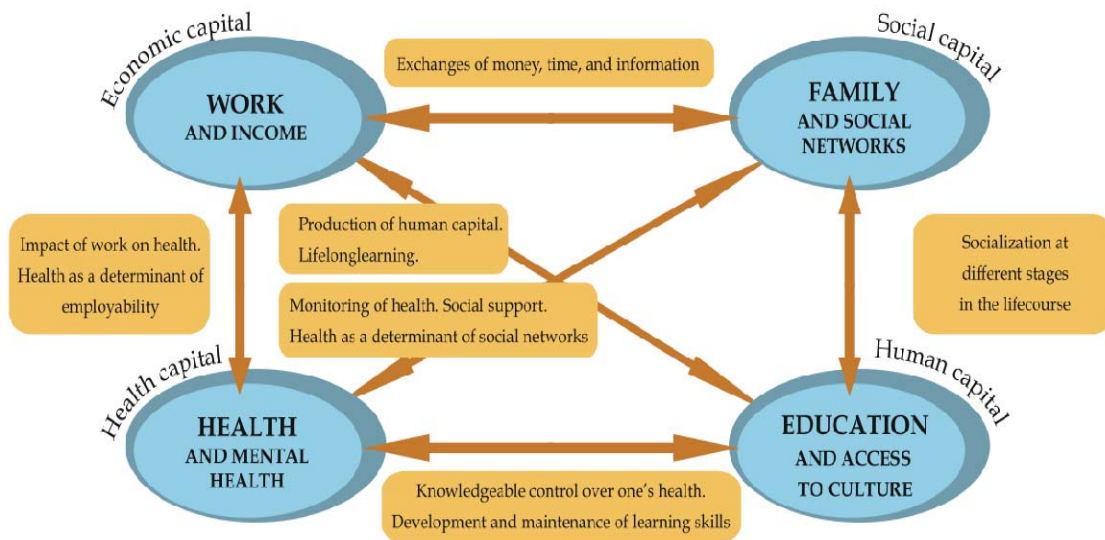 Economic capital
Social capital
Exchanges of money, time, and information
WORK
AND INCOME
FAMILY
AND SOCIAL
NETWORKS
Impact of work on health.
Health as a determinant of
employability
Production of human capital.
Lifelonglearning.
Monitoring of health. Social support.
Health as a determinant of social networks
Socialization at
different stages
in the lifecourse
Health capital
Human capital
HEALTH
AND MENTAL
HEALTH
EDUCATION
AND ACCESS
TO CULTURE
Knowledgeable control over one's health.
Development and maintenance of learning skills